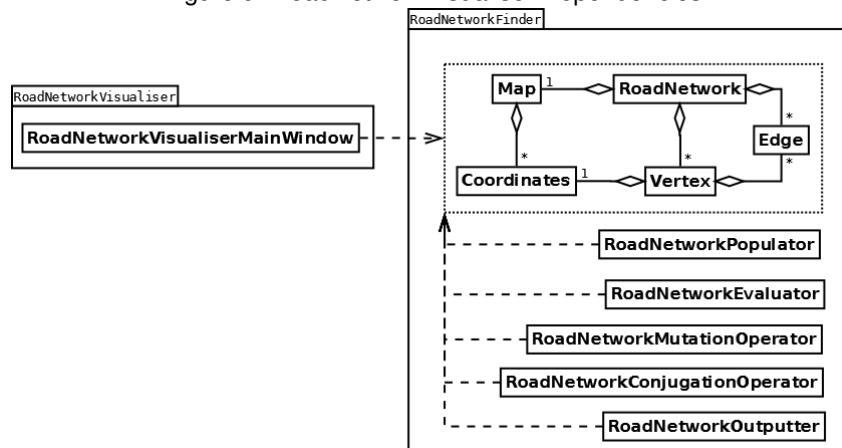 RoadNetworkFinder
Map 1 RoadNetwork
RoadNetworkVisualiser
RoadNetworkVisualiserMainWindow
*
Edge
* * *
Coordinates 1 Vertex
RoadNetworkPopulator
RoadNetworkEvaluator
RoadNetworkMutationOperator
RoadNetworkConjugationOperator
RoadNetworkOutputter